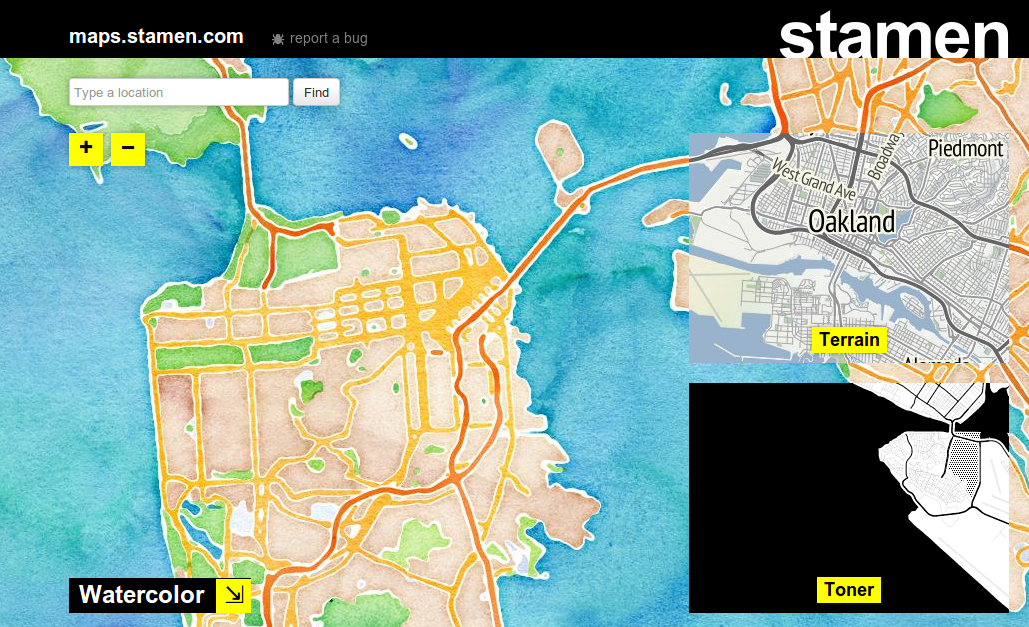 maps.stamen.com
report a bug
stamen
Type a location
Find
+
−
Piedmont
Broadway
West Grand Ave
Oakland
Terrain
Alameda
Watercolor
Toner